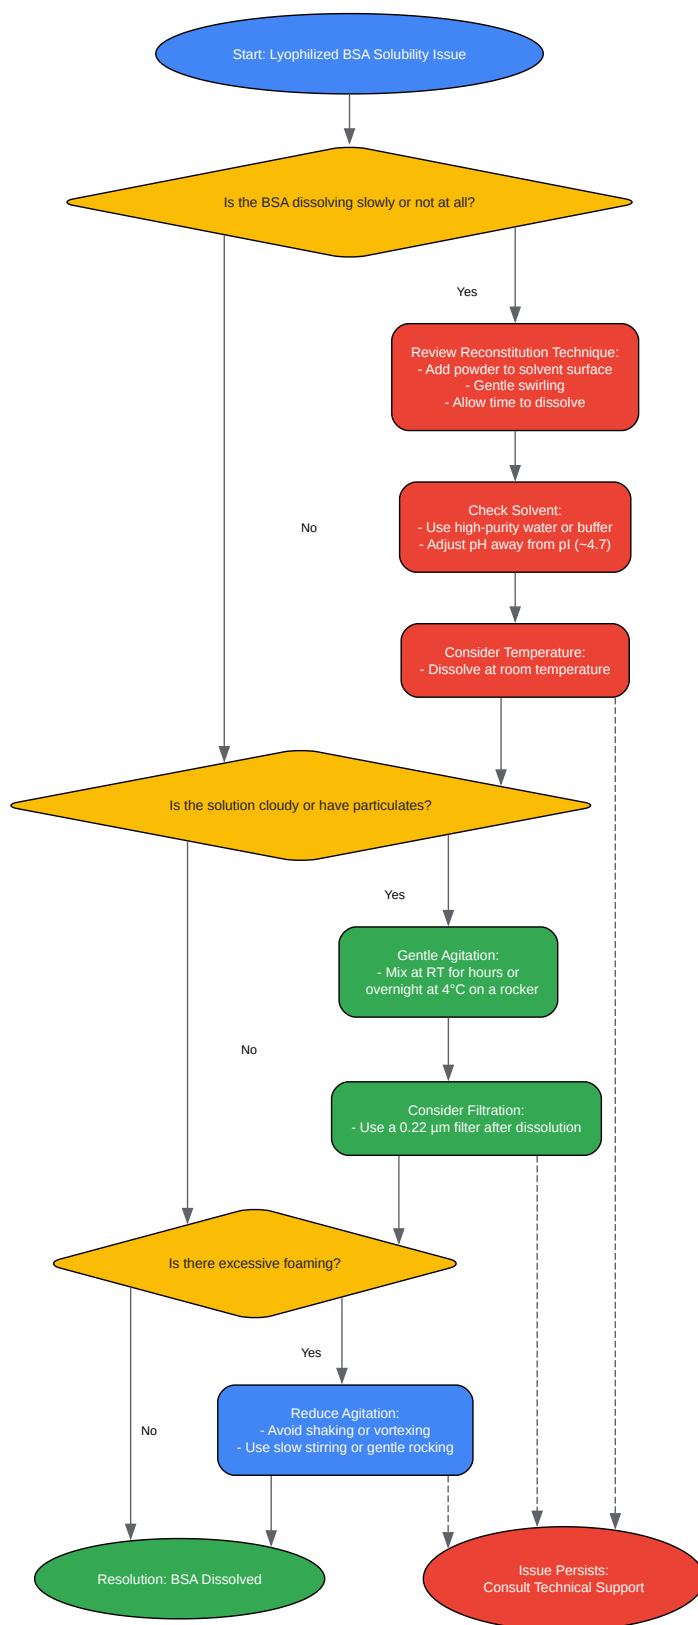 Start: Lyophilized BSA Solubility Issue
Is the BSA dissolving slowly or not at all?
Yes
Review Reconstitution Technique:
- Add powder to solvent surface
- Gentle swirling
- Allow time to dissolve
Check Solvent:
- Use high-purity water or buffer
- Adjust pH away from pI (~4.7)
No
Consider Temperature:
- Dissolve at room temperature
Is the solution cloudy or have particulates?
Yes
Gentle Agitation:
- Mix at RT for hours or
overnight at 4°C on a rocker
No
Consider Filtration:
- Use a 0.22 µm filter after dissolution
Is there excessive foaming?
Yes
Reduce Agitation:
- Avoid shaking or vortexing
- Use slow stirring or gentle rocking
No
Resolution: BSA Dissolved
Issue Persists:
Consult Technical Support